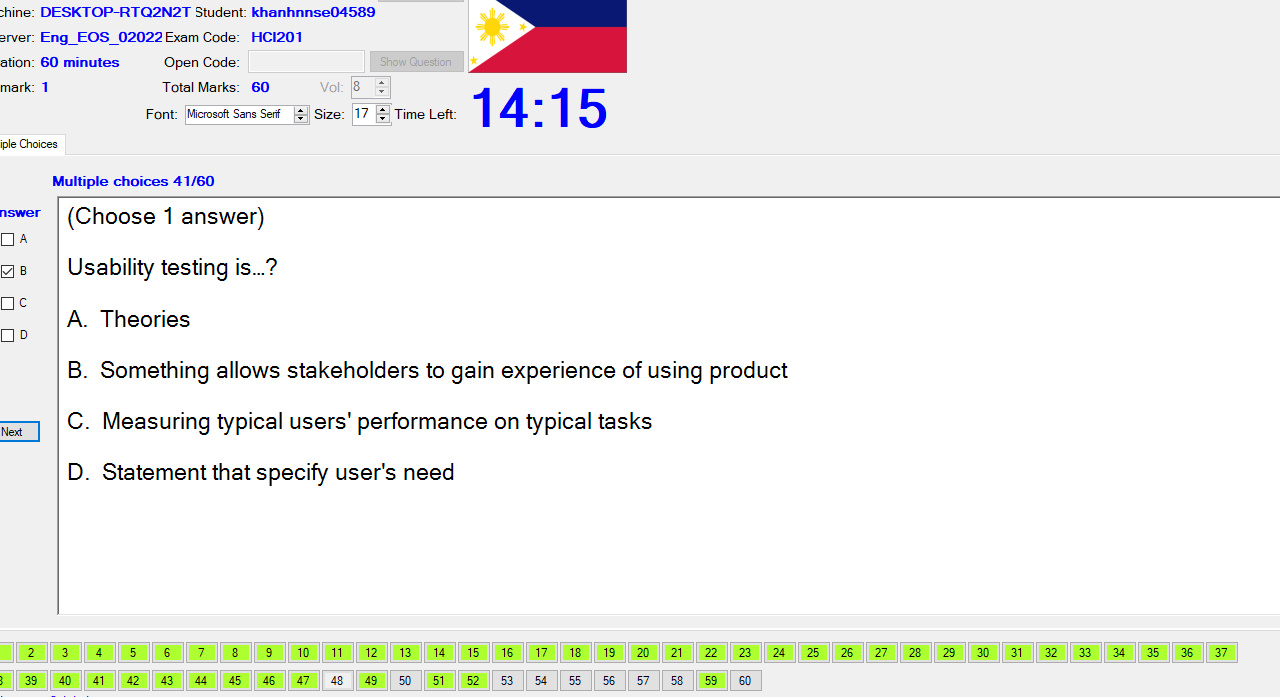 chine: DESKTOP-RTQ2N2T Student: khanhnnse04589
erver: Eng_EOS_02022 Exam Code: HCI201
ation: 60 minutes Open Code: Show Question
mark: 1 Total Marks: 60 Vol: 8
Font: Microsoft Sans Serif Size: 17 Time Left: 14:15
iple Choices
Multiple choices 41/60
nswer
A
B
C
D
Next
(Choose 1 answer)
Usability testing is...?
A. Theories
B. Something allows stakeholders to gain experience of using product
C. Measuring typical users' performance on typical tasks
D. Statement that specify user's need
2 3 4 5 6 7 8 9 10 11 12 13 14 15 16 17 18 19 20 21 22 23 24 25 26 27 28 29 30 31 32 33 34 35 36 37
39 40 41 42 43 44 45 46 47 48 49 50 51 52 53 54 55 56 57 58 59 60